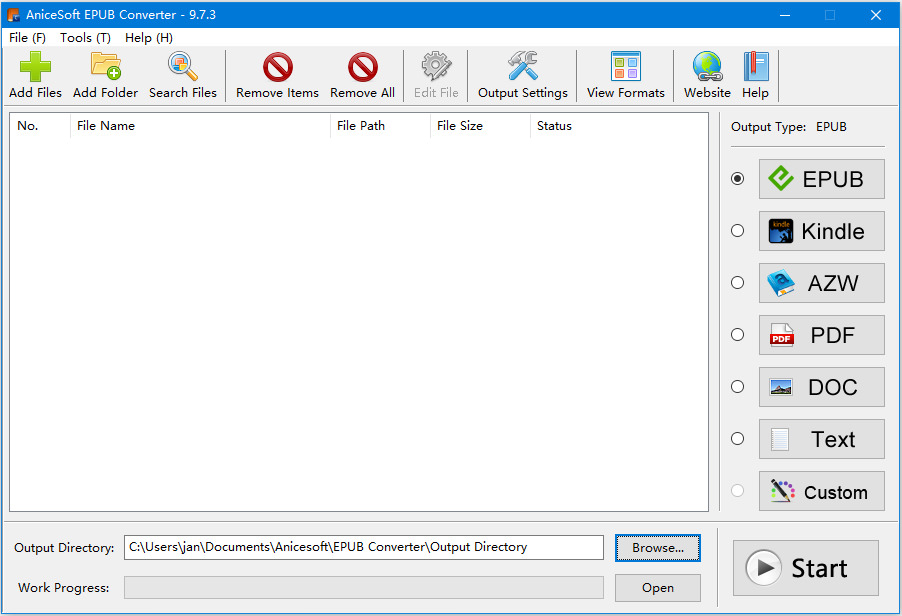 AniceSoft EPUB Converter - 9.7.3
File (F) Tools (T) Help (H)
Add Files Add Folder Search Files Remove Items Remove All Edit File Output Settings View Formats Website Help
No. File Name File Path File Size Status
Output Type: EPUB
EPUB
kindle Kindle
a AZW
PDF PDF
DOC
Text
Custom
Output Directory: C:\Users\jan\Documents\Anicesoft\EPUB Converter\Output Directory Browse...
Work Progress: Open
Start